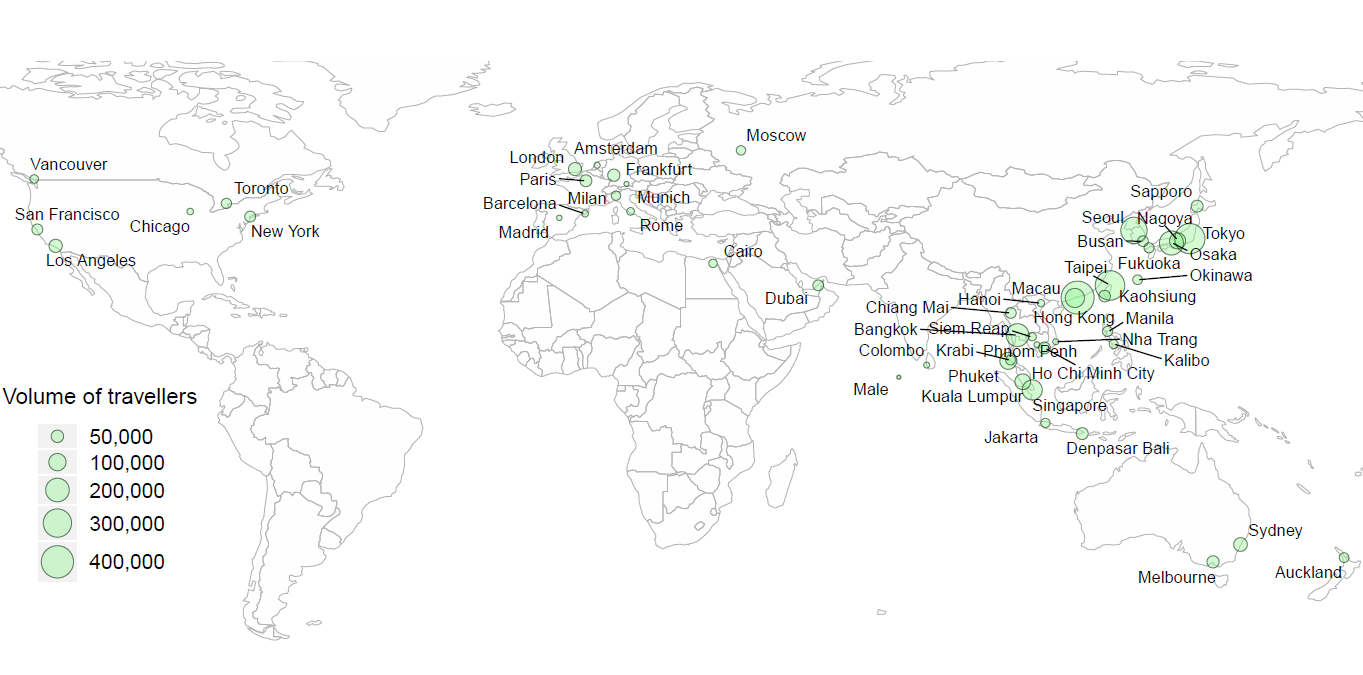 Moscow
Amsterdam
London
Vancouver
Frankfurt
Paris
Toronto
Sapporo
Milan
Munich
Barcelona
San Francisco
Seoul
Nagoya
Chicago
Rome
New York
Madrid
Tokyo
Busan
Cairo
Osaka
Los Angeles
Fukuoka
Taipei
Okinawa
Macau
Dubai
Hanoi
Kaohsiung
Chiang Mai
Hong Kong
Manila
Bangkok
Siem Reap
Nha Trang
Colombo
Krabi
Phnom Penh
Kalibo
Phuket
Ho Chi Minh City
Male
Kuala Lumpur
Volume of travellers
Singapore
50,000
Jakarta
Denpasar Bali
100,000
200,000
300,000
Sydney
400,000
Auckland
Melbourne